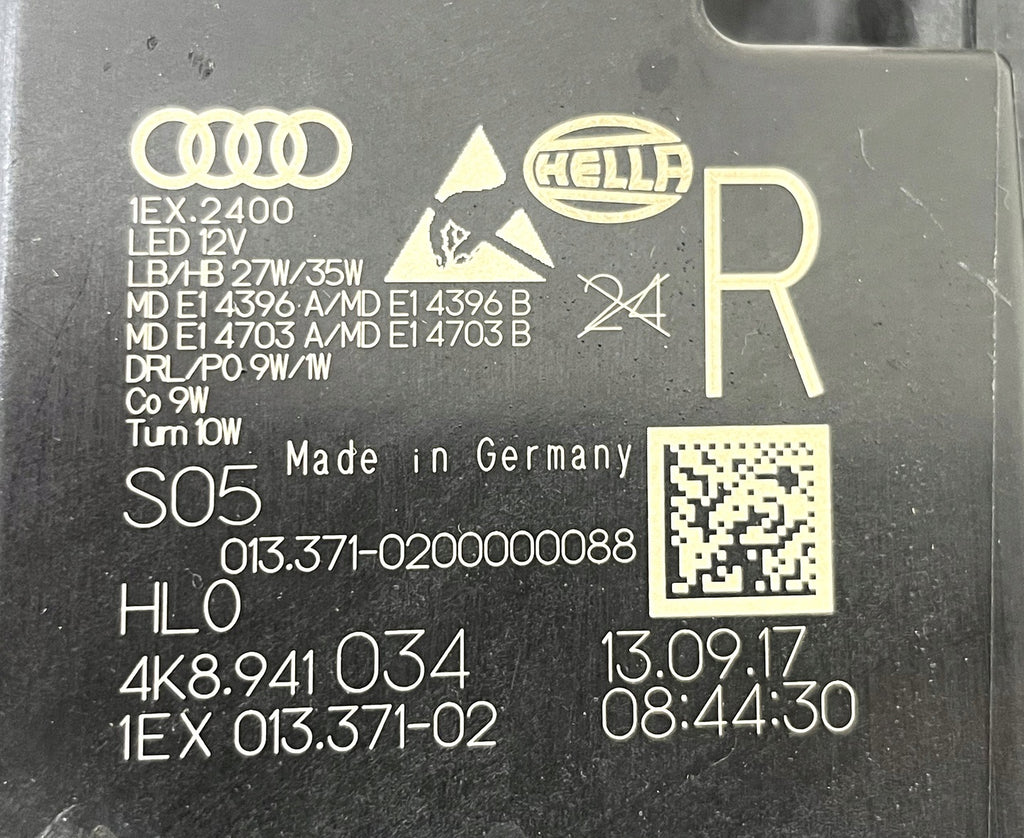 HELLA
R
1EX.2400
LED 12V
LB/HB 27W/35W
24
MD E1 4396 A/MD E1 4396 B
MD E1 4703 A/MD E1 4703 B
DRL/PO 9W/1W
Co 9W
Turn 10W
Made in Germany
S05
013.371-0200000088
HL0
4K8.941 034
13.09.17
1EX 013.371-02
08:44:30